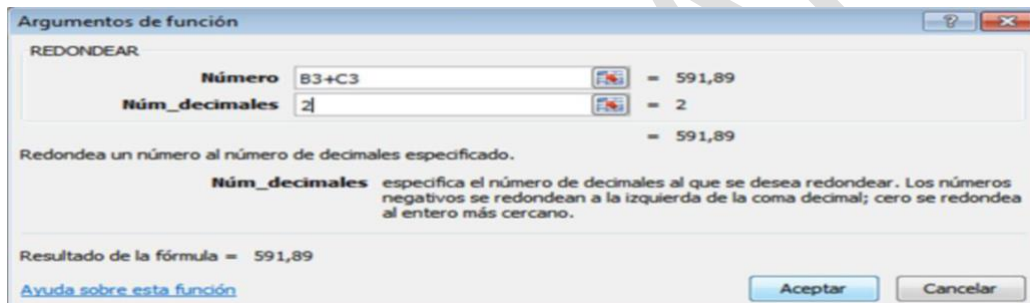 Argumentos de función
REDONDEAR
Número B3+C3 = 591,89
Núm_decimales 2 = 2
= 591,89
Redondea un número al número de decimales especificado.
Núm_decimales especifica el número de decimales al que se desea redondear. Los números
negativos se redondean a la izquierda de la coma decimal; cero se redondea
al entero más cercano.
Resultado de la fórmula = 591,89
Ayuda sobre esta función Aceptar Cancelar